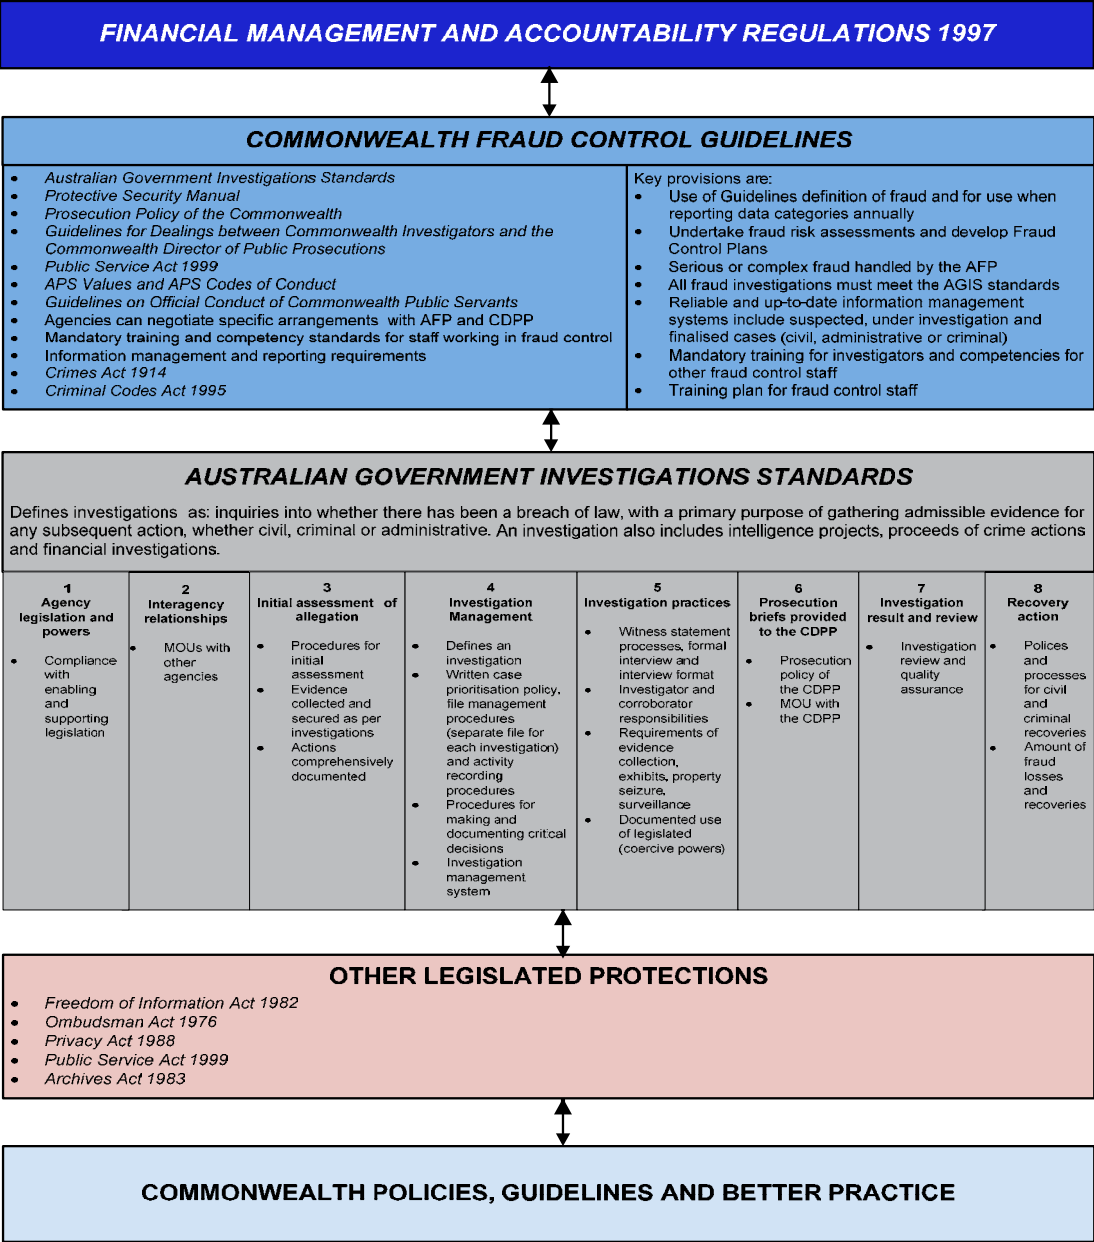 FINANCIAL MANAGEMENT AND ACCOUNTABILITY REGULATIONS 1997
COMMONWEALTH FRAUD CONTROL GUIDELINES
• Australian Government Investigations Standards
• Protective Security Manual
• Prosecution Policy of the Commonwealth
• Guidelines for Dealings between Commonwealth Investigators and the
Commonwealth Director of Public Prosecutions
• Public Service Act 1999
• APS Values and APS Codes of Conduct
• Guidelines on Official Conduct of Commonwealth Public Servants
• Agencies can negotiate specific arrangements with AFP and CDPP
• Mandatory training and competency standards for staff working in fraud control
• Information management and reporting requirements
• Crimes Act 1914
• Criminal Codes Act 1995
Key provisions are:
• Use of Guidelines definition of fraud and for use when
reporting data categories annually
• Undertake fraud risk assessments and develop Fraud
Control Plans
• Serious or complex fraud handled by the AFP
• All fraud investigations must meet the AGIS standards
• Reliable and up-to-date information management
systems include suspected, under investigation and
finalised cases (civil, administrative or criminal)
• Mandatory training for investigators and competencies for
other fraud control staff
• Training plan for fraud control staff
AUSTRALIAN GOVERNMENT INVESTIGATIONS STANDARDS
Defines investigations as: inquiries into whether there has been a breach of law, with a primary purpose of gathering admissible evidence for
any subsequent action, whether civil, criminal or administrative. An investigation also includes intelligence projects, proceeds of crime actions
and financial investigations.
1
Agency
legislation and
powers
• Compliance
with
enabling
and
supporting
legislation
2
Interagency
relationships
• MOUs with
other
agencies
3
Initial assessment of
allegation
• Procedures for
initial
assessment
• Evidence
collected and
secured as per
investigations
• Actions
comprehensively
documented
4
Investigation
Management
• Defines an
investigation
• Written case
prioritisation policy,
file management
procedures
(separate file for
each investigation)
and activity
recording
procedures
• Procedures for
making and
documenting critical
decisions
• Investigation
management
system
5
Investigation practices
• Witness statement
processes, formal
interview and
interview format
• Investigator and
corroborator
responsibilities
• Requirements of
evidence
collection,
exhibits, property
seizure,
surveillance
• Documented use
of legislated
(coercive powers)
6
Prosecution
briefs provided
to the CDPP
• Prosecution
policy of
the CDPP
• MOU with
the CDPP
7
Investigation
result and review
• Investigation
review and
quality
assurance
8
Recovery
action
• Polices
and
processes
for civil
and
criminal
recoveries
• Amount of
fraud
losses
and
recoveries
OTHER LEGISLATED PROTECTIONS
• Freedom of Information Act 1982
• Ombudsman Act 1976
• Privacy Act 1988
• Public Service Act 1999
• Archives Act 1983
COMMONWEALTH POLICIES, GUIDELINES AND BETTER PRACTICE